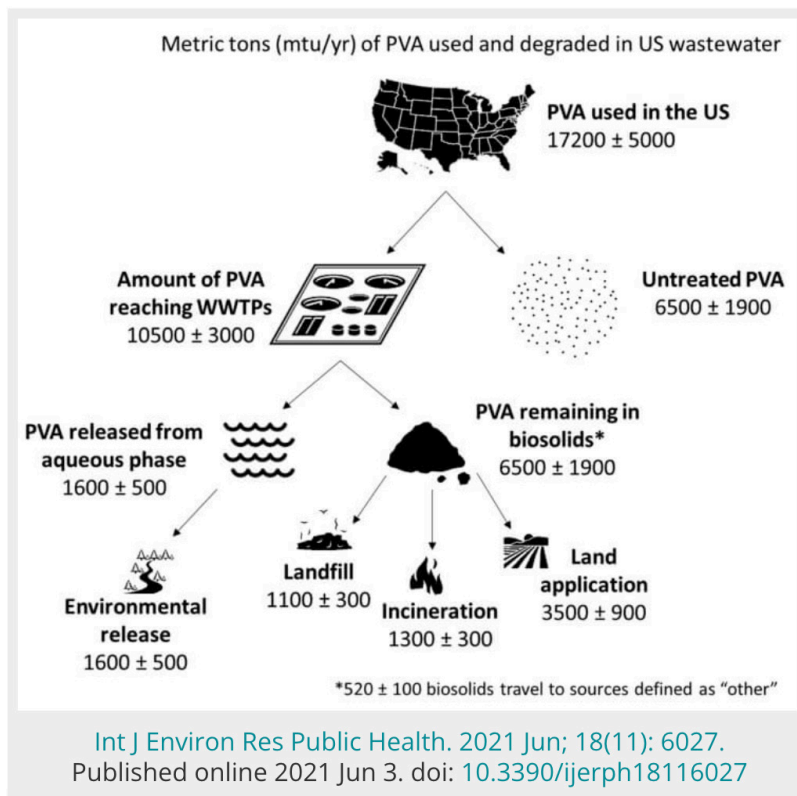 Metric tons (mtu/yr) of PVA used and degraded in US wastewater
PVA used in the US
17200 ± 5000
Amount of PVA
reaching WWTPs
10500 ± 3000
Untreated PVA
6500 ± 1900
PVA released from
aqueous phase
1600 ± 500
PVA remaining in
biosolids*
6500 ± 1900
Environmental
release
1600 ± 500
Landfill
1100 ± 300
Incineration
1300 ± 300
Land
application
3500 ± 900
*520 ± 100 biosolids travel to sources defined as “other”
Int J Environ Res Public Health. 2021 Jun; 18(11): 6027.
Published online 2021 Jun 3. doi: 10.3390/ijerph18116027